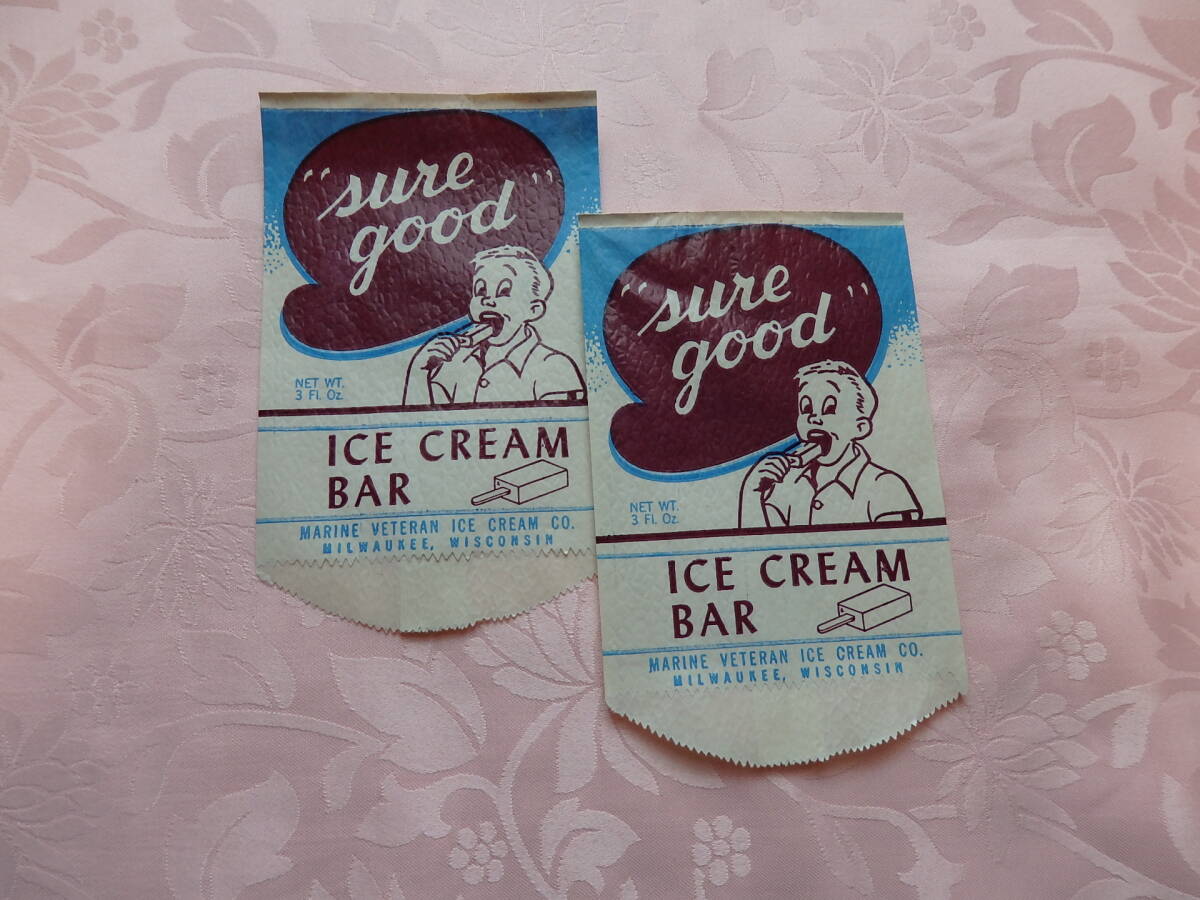 "sure
good"
NET WT.
3 Fl. Oz.
ICE CREAM
BAR
MARINE VETERAN ICE CREAM CO.
MILWAUKEE, WISCONSIN
"sure
good"
NET WT.
3 Fl. Oz.
ICE CREAM
BAR
MARINE VETERAN ICE CREAM CO.
MILWAUKEE, WISCONSIN